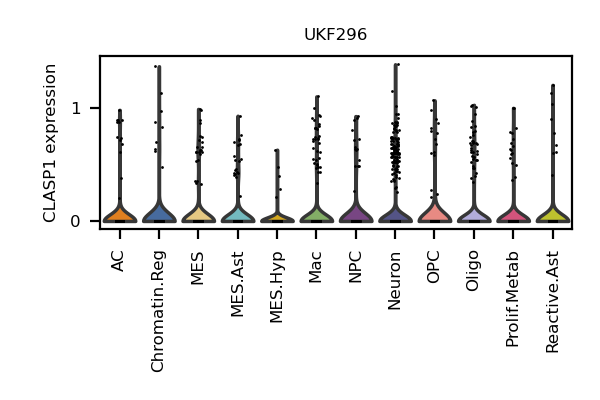 UKF296
CLASP1 expression
1
0
AC
Chromatin.Reg
MES
MES.Ast
MES.Hyp
Mac
NPC
Neuron
OPC
Oligo
Prolif.Metab
Reactive.Ast